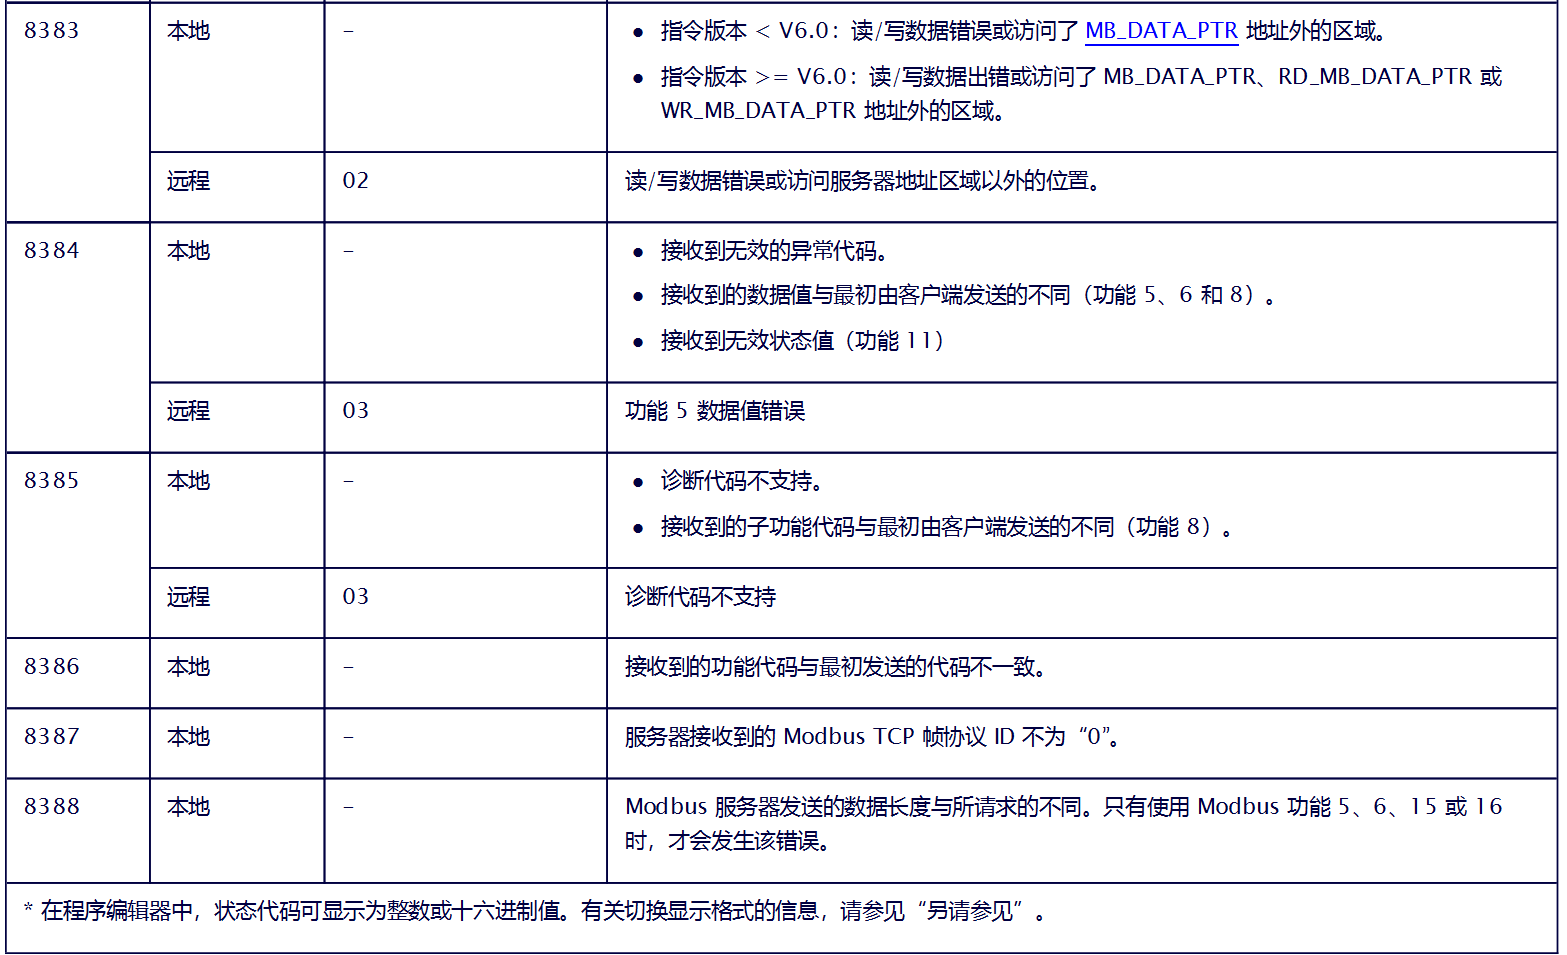 8383 本地 – ● 指令版本 < V6.0：读/写数据错误或访问了 MB_DATA_PTR 地址外的区域。
● 指令版本 >= V6.0：读/写数据出错或访问了 MB_DATA_PTR、RD_MB_DATA_PTR 或
WR_MB_DATA_PTR 地址外的区域。
远程 02 读/写数据错误或访问服务器地址区域以外的位置。
8384 本地 – ● 接收到无效的异常代码。
● 接收到的数据值与最初由客户端发送的不同（功能 5、6 和 8）。
● 接收到无效状态值（功能 11）
远程 03 功能 5 数据值错误
8385 本地 – ● 诊断代码不支持。
● 接收到的子功能代码与最初由客户端发送的不同（功能 8）。
远程 03 诊断代码不支持
8386 本地 – 接收到的功能代码与最初发送的代码不一致。
8387 本地 – 服务器接收到的 Modbus TCP 帧协议 ID 不为“0”。
8388 本地 – Modbus 服务器发送的数据长度与所请求的不同。只有使用 Modbus 功能 5、6、15 或 16
时，才会发生该错误。
* 在程序编辑器中，状态代码可显示为整数或十六进制值。有关切换显示格式的信息，请参见“另请参见”。